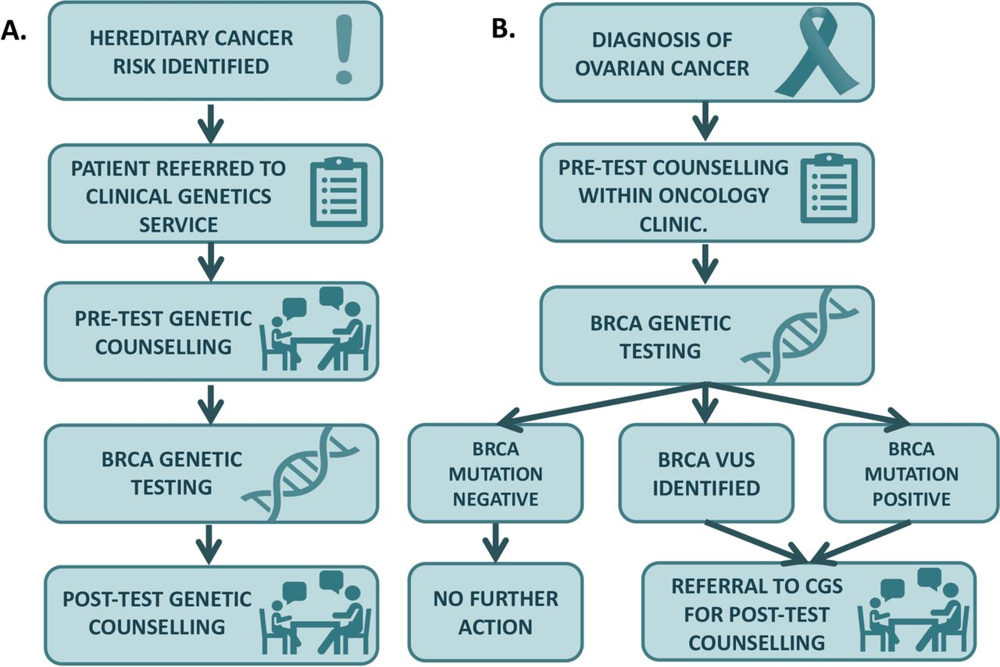 A.
HEREDITARY CANCER
RISK IDENTIFIED
PATIENT REFERRED TO
CLINICAL GENETICS
SERVICE
PRE-TEST GENETIC
COUNSELLING
BRCA GENETIC
TESTING
POST-TEST GENETIC
COUNSELLING
B.
DIAGNOSIS OF
OVARIAN CANCER
PRE-TEST COUNSELLING
WITHIN ONCOLOGY
CLINIC.
BRCA GENETIC
TESTING
BRCA
MUTATION
NEGATIVE
BRCA VUS
IDENTIFIED
BRCA
MUTATION
POSITIVE
NO FURTHER
ACTION
REFERRAL TO CGS
FOR POST-TEST
COUNSELLING